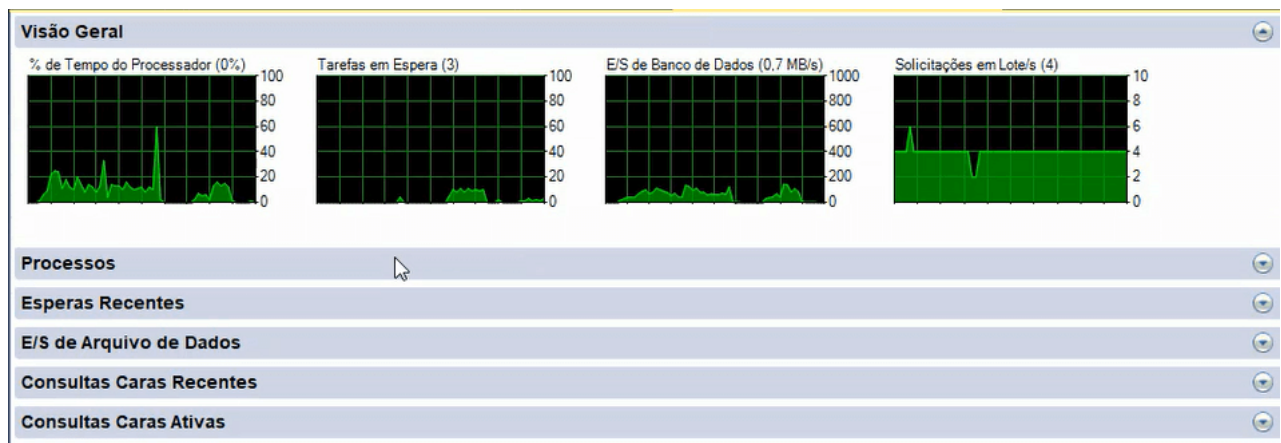 Visão Geral
% de Tempo do Processador (0%)
100
80
60
40
20
0
Tarefas em Espera (3)
100
80
60
40
20
0
E/S de Banco de Dados (0,7 MB/s)
1000
800
600
400
200
0
Solicitações em Lote/s (4)
10
8
6
4
2
0
Processos
Esperas Recentes
E/S de Arquivo de Dados
Consultas Caras Recentes
Consultas Caras Ativas